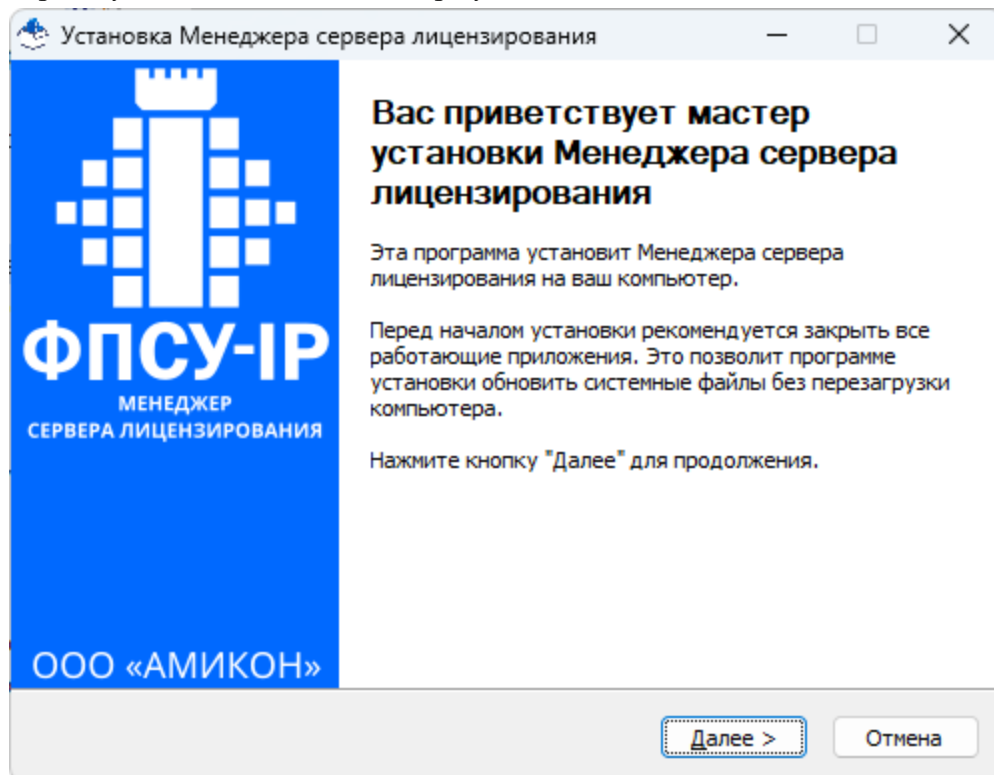 Установка Менеджера сервера лицензирования
ФПСУ-IP
МЕНЕДЖЕР
СЕРВЕРА ЛИЦЕНЗИРОВАНИЯ
ООО «АМИКОН»
Вас приветствует мастер
установки Менеджера сервера
лицензирования
Эта программа установит Менеджера сервера
лицензирования на ваш компьютер.
Перед началом установки рекомендуется закрыть все
работающие приложения. Это позволит программе
установки обновить системные файлы без перезагрузки
компьютера.
Нажмите кнопку "Далее" для продолжения.
Далее >
Отмена